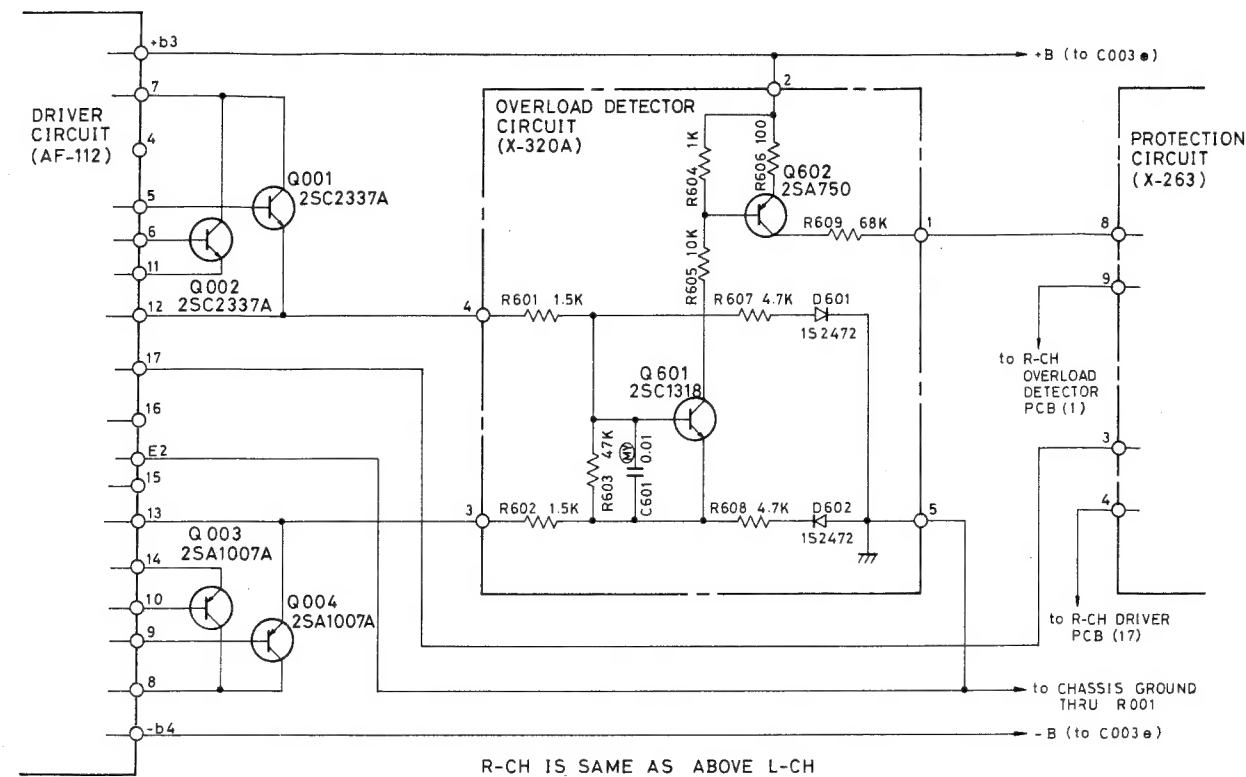 +b3
+B (to C003⊕)
7
2
DRIVER
CIRCUIT
(AF-112)
OVERLOAD DETECTOR
CIRCUIT
(X-320A)
PROTECTION
CIRCUIT
(X-263)
4
R604 1K
R606 100
Q602
2SA750
Q001
2SC2337A
5
R609 68K
1
8
6
R605 10K
9
11
Q002
2SC2337A
12
4
R601 1.5K
R607 4.7K
D601
1S2472
to R-CH
OVERLOAD
DETECTOR
PCB (1)
17
Q601
2SC1318
16
R603 47K
C601 MY 0.01
3
E2
15
13
3
R602 1.5K
R608 4.7K
D602
1S2472
5
4
Q003
2SA1007A
14
10
Q004
2SA1007A
9
to R-CH DRIVER
PCB (17)
8
to CHASSIS GROUND
THRU R001
-b4
-B (to C003⊖)
R-CH IS SAME AS ABOVE L-CH